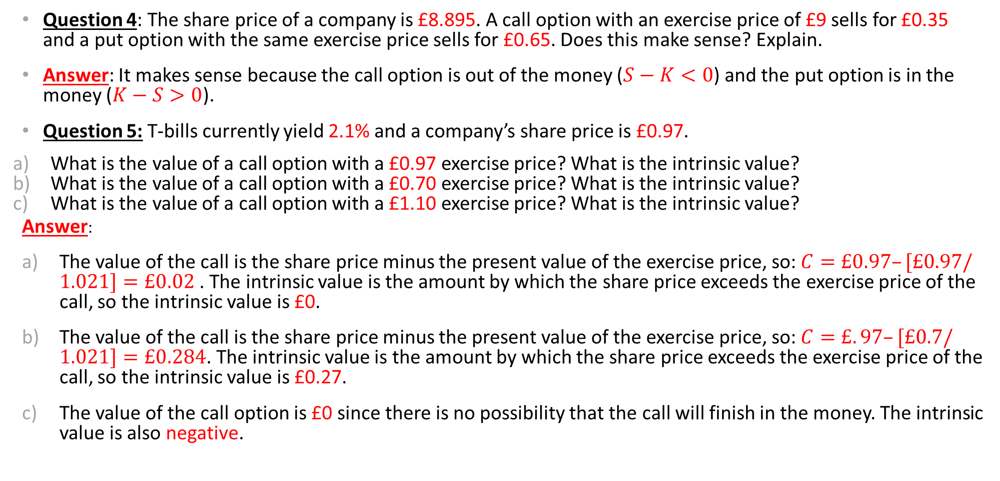 • Question 4: The share price of a company is £8.895. A call option with an exercise price of £9 sells for £0.35
and a put option with the same exercise price sells for £0.65. Does this make sense? Explain.
• Answer: It makes sense because the call option is out of the money (S − K < 0) and the put option is in the
money (K − S > 0).
• Question 5: T-bills currently yield 2.1% and a company’s share price is £0.97.
a) What is the value of a call option with a £0.97 exercise price? What is the intrinsic value?
b) What is the value of a call option with a £0.70 exercise price? What is the intrinsic value?
c) What is the value of a call option with a £1.10 exercise price? What is the intrinsic value?
Answer:
a) The value of the call is the share price minus the present value of the exercise price, so: C = £0.97– [£0.97/
1.021] = £0.02 . The intrinsic value is the amount by which the share price exceeds the exercise price of the
call, so the intrinsic value is £0.
b) The value of the call is the share price minus the present value of the exercise price, so: C = £. 97– [£0.7/
1.021] = £0.284. The intrinsic value is the amount by which the share price exceeds the exercise price of the
call, so the intrinsic value is £0.27.
c) The value of the call option is £0 since there is no possibility that the call will finish in the money. The intrinsic
value is also negative.